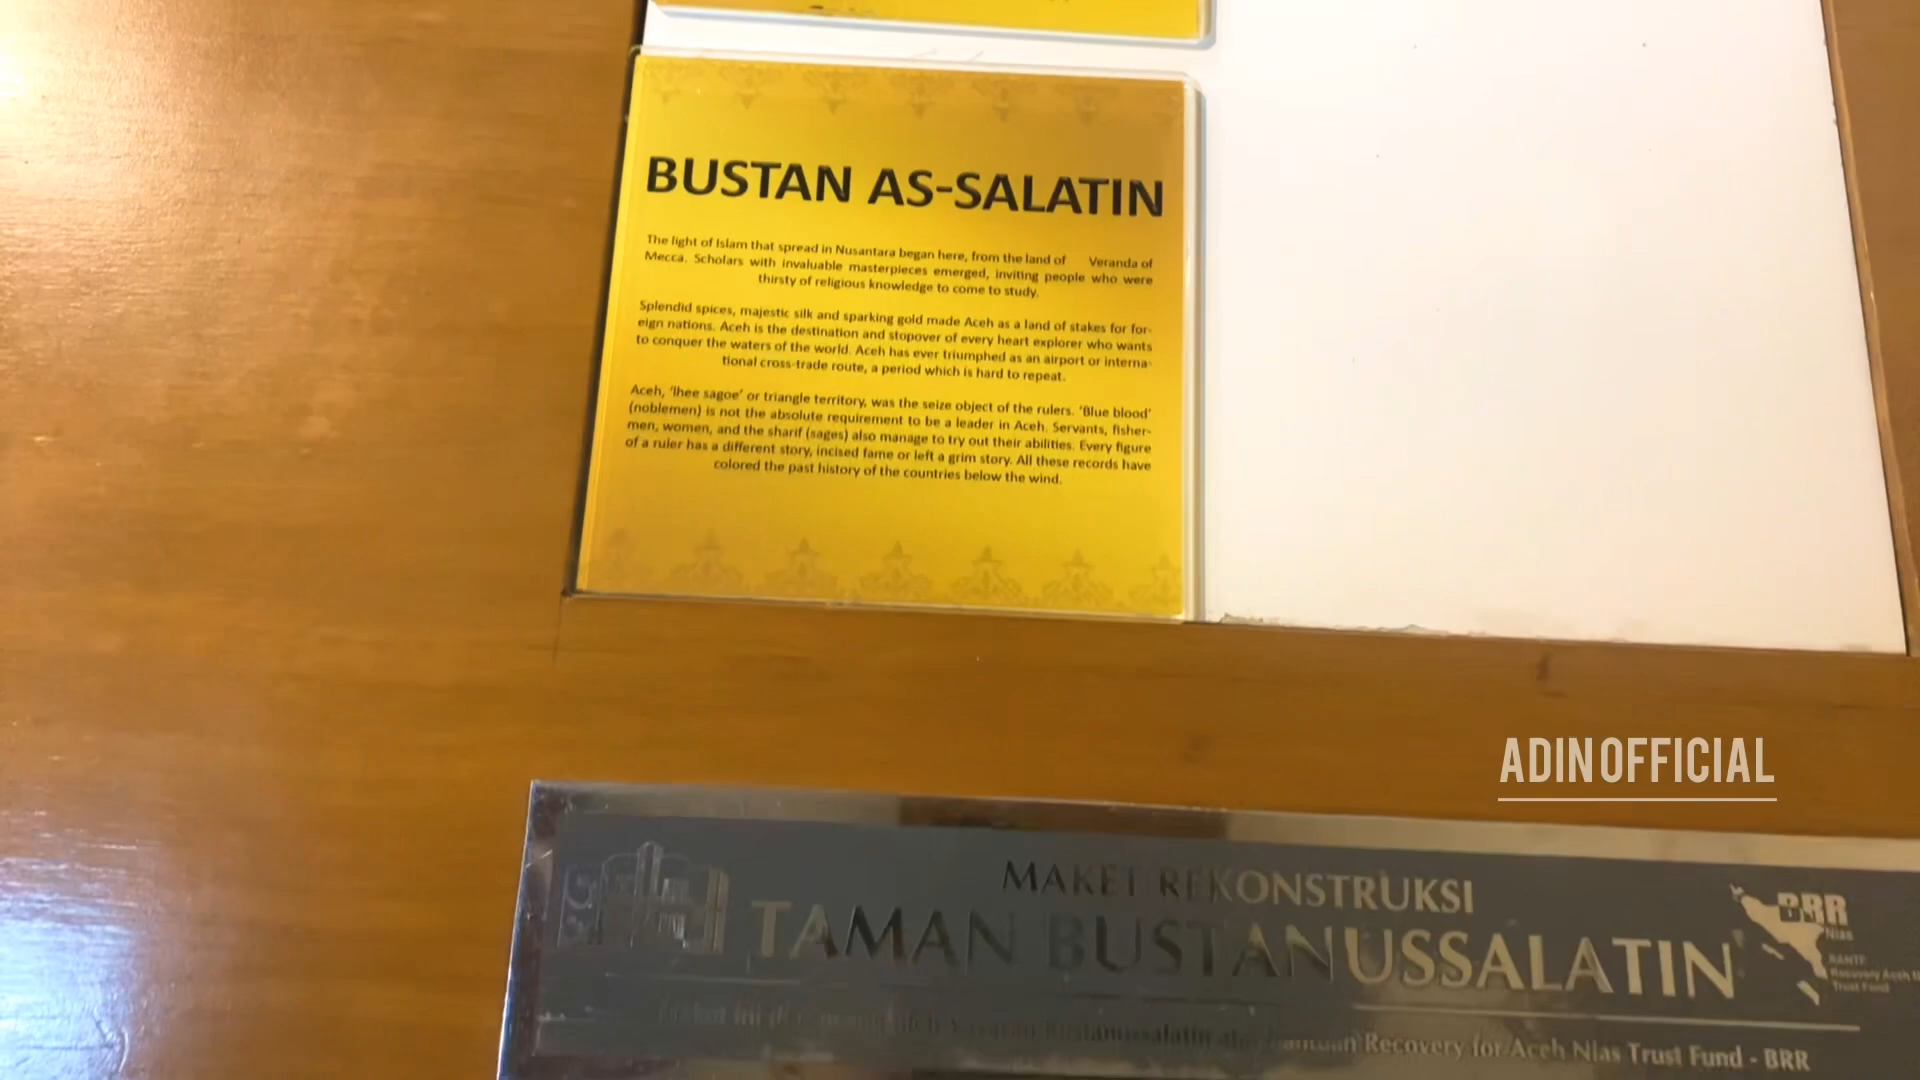 BUSTAN AS-SALATIN
The light of Islam that spread in Nusantara began here, from the land of Veranda of
Mecca. Scholars with invaluable masterpieces emerged, inviting people who were
thirsty of religious knowledge to come to study.
Splendid spices, majestic silk and sparking gold made Aceh as a land of stakes for for-
eign nations. Aceh is the destination and stopover of every heart explorer who wants
to conquer the waters of the world. Aceh has ever triumphed as an airport or interna-
tional cross-trade route, a period which is hard to repeat.
Aceh, 'lhee sagoe' or triangle territory, was the seize object of the rulers. 'Blue blood'
(noblemen) is not the absolute requirement to be a leader in Aceh. Servants, fisher-
men, women, and the sharif (sages) also manage to try out their abilities. Every figure
of a ruler has a different story, incised fame or left a grim story. All these records have
colored the past history of the countries below the wind.
ADIN OFFICIAL
MAKET REKONSTRUKSI
TAMAN BUSTANUSSALATIN
BRR
Nias
Recovery Aceh
Trust Fund
Bustanussalatin Recovery for Aceh Nias Trust Fund - BRR